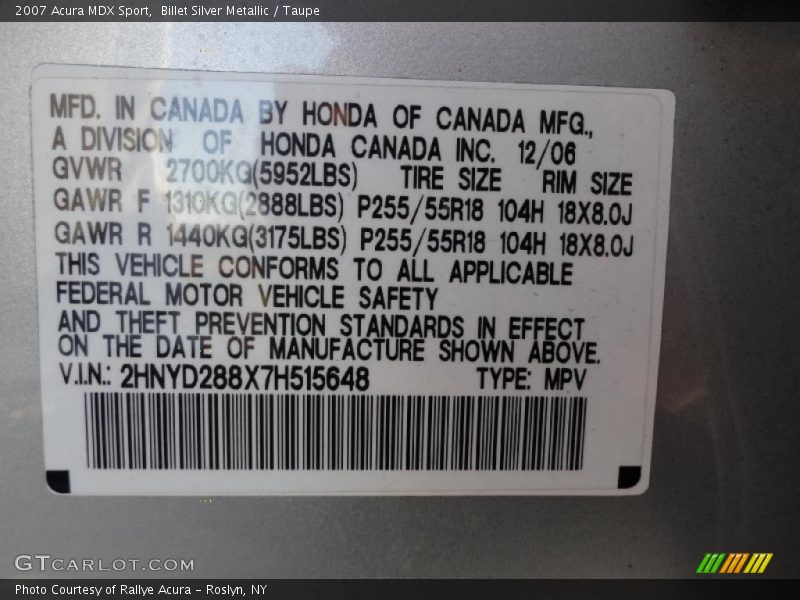 2007 Acura MDX Sport,  Billet Silver Metallic / Taupe
MFD. IN CANADA BY HONDA OF CANADA MFG.,
A DIVISION OF HONDA CANADA INC. 12/06
GVWR 2700KG(5952LBS) TIRE SIZE RIM SIZE
GAWR F 1310KG(2888LBS) P255/55R18 104H 18X8.0J
GAWR R 1440KG(3175LBS) P255/55R18 104H 18X8.0J
THIS VEHICLE CONFORMS TO ALL APPLICABLE
FEDERAL MOTOR VEHICLE SAFETY
AND THEFT PREVENTION STANDARDS IN EFFECT
ON THE DATE OF MANUFACTURE SHOWN ABOVE.
V.I.N.: 2HNYD288X7H515648 TYPE: MPV
GTCARLOT.COM
Photo Courtesy of Rallye Acura - Roslyn, NY